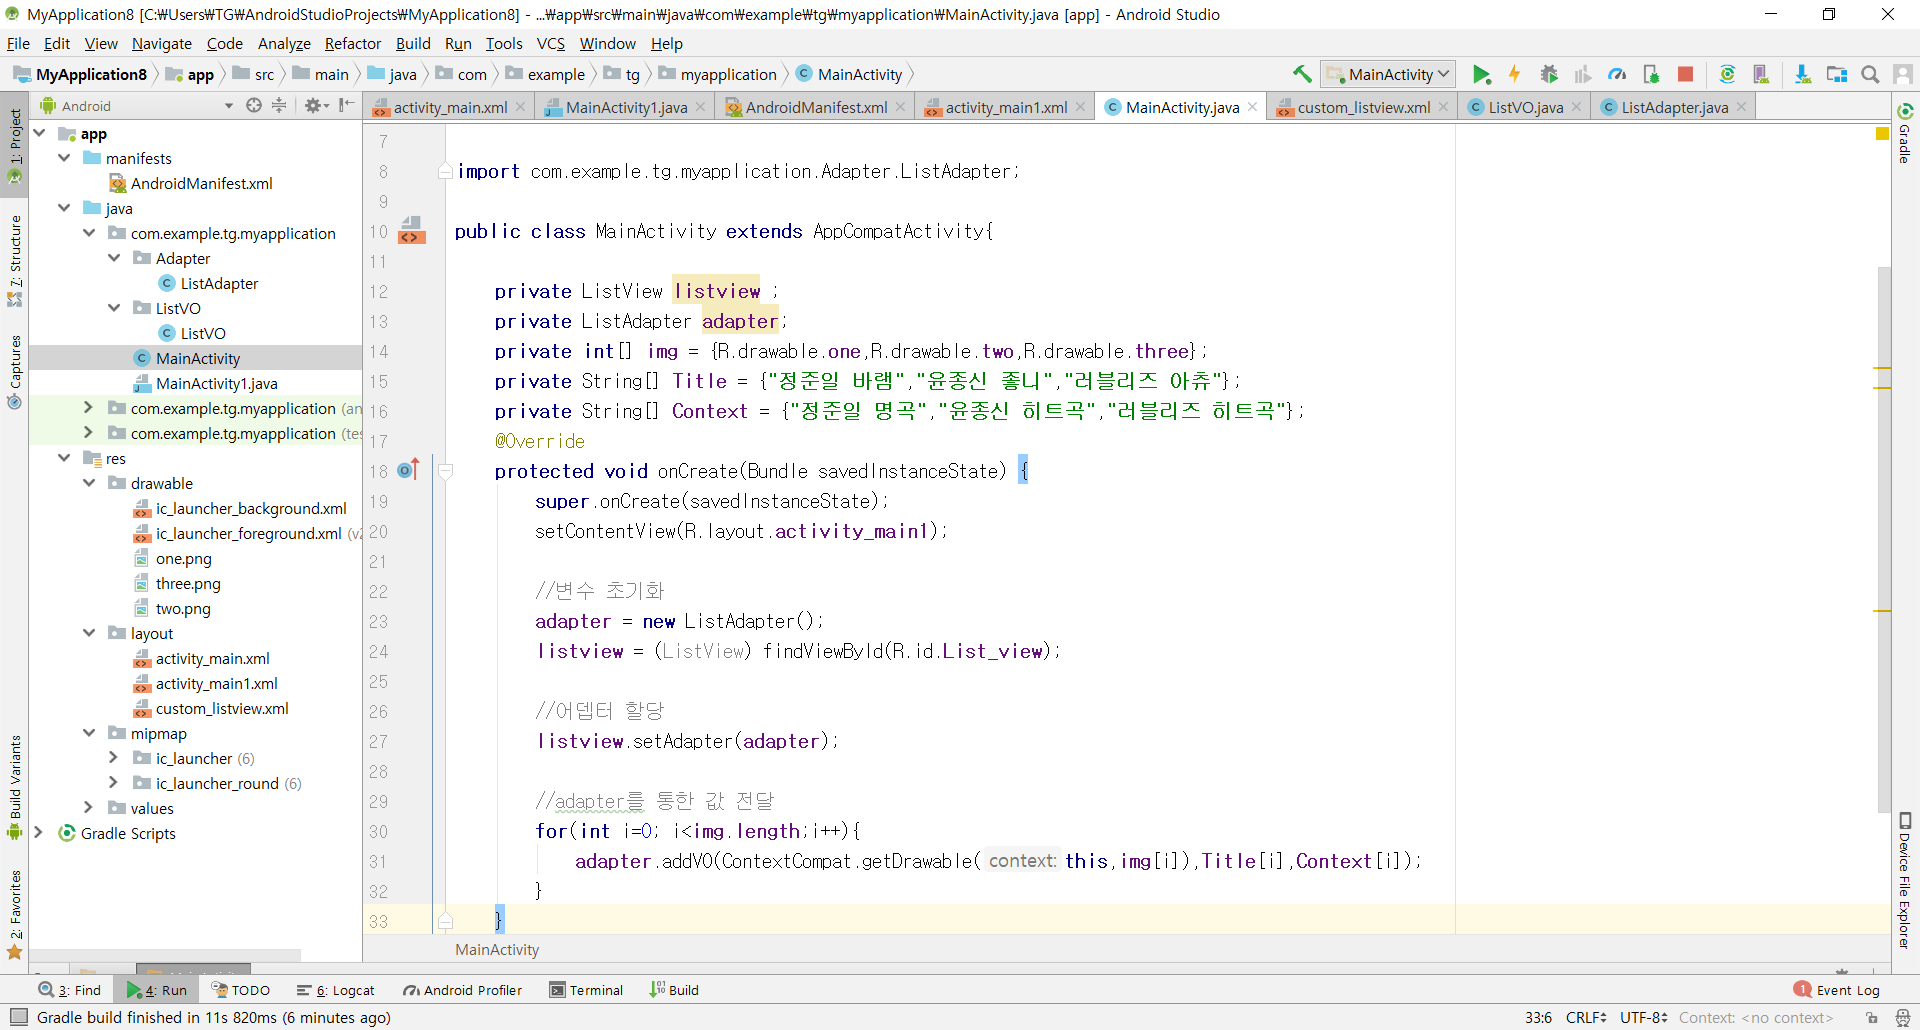 MyApplication8 [C:₩Users₩TG₩AndroidStudioProjects₩MyApplication8] - ...₩app₩src₩main₩java₩com₩example₩tg₩myapplication₩MainActivity.java [app] - Android Studio
File Edit View Navigate Code Analyze Refactor Build Run Tools VCS Window Help
MyApplication8 app src main java com example tg myapplication MainActivity MainActivity
Android activity_main.xml MainActivity1.java AndroidManifest.xml activity_main1.xml MainActivity.java custom_listview.xml ListVO.java ListAdapter.java
1: Project
7: Structure
Captures
Build Variants
2: Favorites
app
manifests
AndroidManifest.xml
java
com.example.tg.myapplication
Adapter
ListAdapter
ListVO
ListVO
MainActivity
MainActivity1.java
com.example.tg.myapplication (an
com.example.tg.myapplication (tes
res
drawable
ic_launcher_background.xml
ic_launcher_foreground.xml (v2
one.png
three.png
two.png
layout
activity_main.xml
activity_main1.xml
custom_listview.xml
mipmap
ic_launcher (6)
ic_launcher_round (6)
values
Gradle Scripts
7
8 import com.example.tg.myapplication.Adapter.ListAdapter;
9
10 public class MainActivity extends AppCompatActivity{
11
12 private ListView listview ;
13 private ListAdapter adapter;
14 private int[] img = {R.drawable.one,R.drawable.two,R.drawable.three};
15 private String[] Title = {"정준일 바램","윤종신 좋니","러블리즈 아츄"};
16 private String[] Context = {"정준일 명곡","윤종신 히트곡","러블리즈 히트곡"};
17 @Override
18 protected void onCreate(Bundle savedInstanceState) {
19 super.onCreate(savedInstanceState);
20 setContentView(R.layout.activity_main1);
21
22 //변수 초기화
23 adapter = new ListAdapter();
24 listview = (ListView) findViewById(R.id.List_view);
25
26 //어뎁터 할당
27 listview.setAdapter(adapter);
28
29 //adapter를 통한 값 전달
30 for(int i=0; i<img.length;i++){
31 adapter.addVO(ContextCompat.getDrawable( context: this,img[i]),Title[i],Context[i]);
32 }
33 }
MainActivity
Gradle
Device File Explorer
3: Find 4: Run TODO 6: Logcat Android Profiler Terminal Build 1 Event Log
Gradle build finished in 11s 820ms (6 minutes ago) 33:6 CRLF UTF-8 Context: <no context>